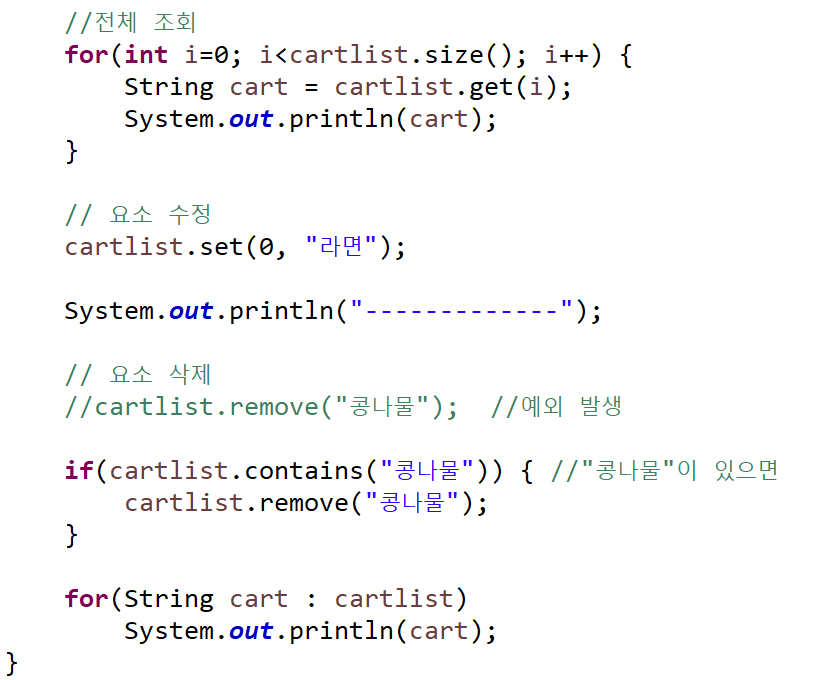 //전체 조회
for(int i=0; i<cartlist.size(); i++) {
String cart = cartlist.get(i);
System.out.println(cart);
}
// 요소 수정
cartlist.set(0, "라면");
System.out.println("-------------");
// 요소 삭제
//cartlist.remove("콩나물");  //예외 발생
if(cartlist.contains("콩나물")) { //"콩나물"이 있으면
cartlist.remove("콩나물");
}
for(String cart : cartlist)
System.out.println(cart);
}